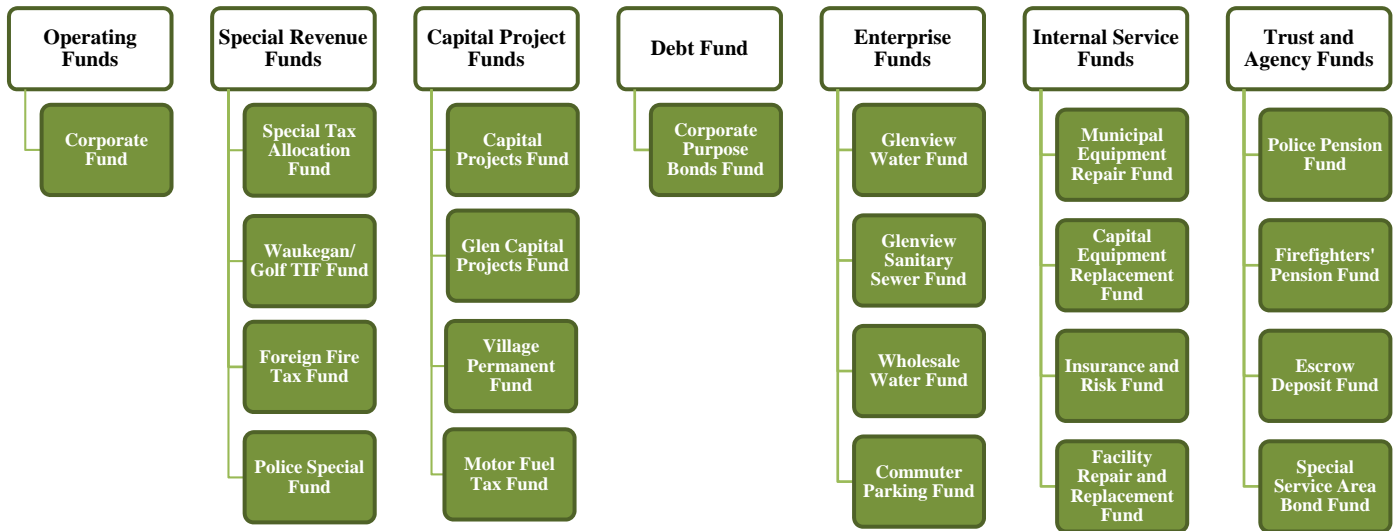 Operating
Funds
Corporate
Fund
Special Revenue
Funds
Special Tax
Allocation
Fund
Waukegan/
Golf TIF Fund
Foreign Fire
Tax Fund
Police Special
Fund
Capital Project
Funds
Capital
Projects Fund
Glen Capital
Projects Fund
Village
Permanent
Fund
Motor Fuel
Tax Fund
Debt Fund
Corporate
Purpose
Bonds Fund
Enterprise
Funds
Glenview
Water Fund
Glenview
Sanitary
Sewer Fund
Wholesale
Water Fund
Commuter
Parking Fund
Internal Service
Funds
Municipal
Equipment
Repair Fund
Capital
Equipment
Replacement
Fund
Insurance and
Risk Fund
Facility
Repair and
Replacement
Fund
Trust and
Agency Funds
Police Pension
Fund
Firefighters'
Pension Fund
Escrow
Deposit Fund
Special
Service Area
Bond Fund